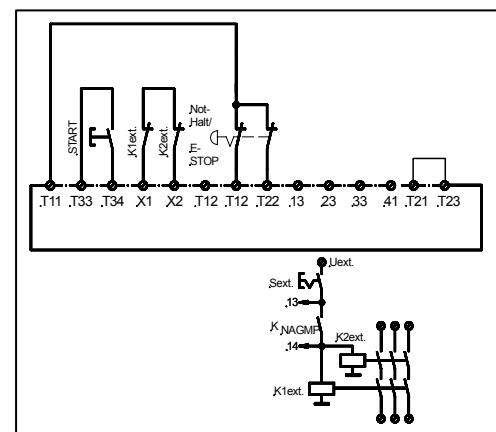 Not-
Halt/
E-
STOP
START
K1ext.
K2ext.
T11 T33 T34 X1 X2 T12 T12 T22 13 23 33 41 T21 T23
Uext.
Sext.
13
K NAGMP
14
K2ext.
K1ext.